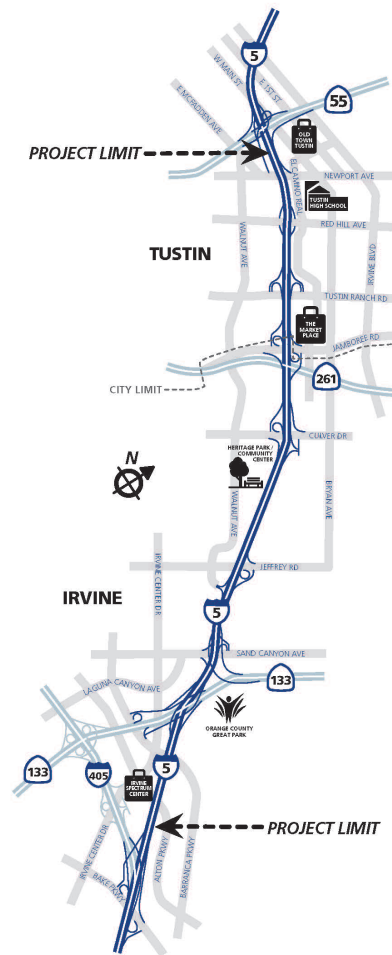 5
W MAIN ST
E 1ST ST
55
E MCFADDEN AVE
OLD
TOWN
TUSTIN
PROJECT LIMIT
EL CAMINO REAL
NEWPORT AVE
TUSTIN
HIGH SCHOOL
RED HILL AVE
WALNUT AVE
IRVINE BLVD
TUSTIN
TUSTIN RANCH RD
THE
MARKET
PLACE
JAMBOREE RD
CITY LIMIT
261
CULVER DR
HERITAGE PARK /
COMMUNITY
CENTER
N
WALNUT AVE
BRYAN AVE
IRVINE CENTER DR
JEFFREY RD
IRVINE
5
SAND CANYON AVE
LAGUNA CANYON AVE
133
ORANGE COUNTY
GREAT PARK
133
405
5
IRVINE
SPECTRUM
CENTER
PROJECT LIMIT
IRVINE CENTER DR
BAKE PKWY
ALTON PKWY
BARRANCA PKWY